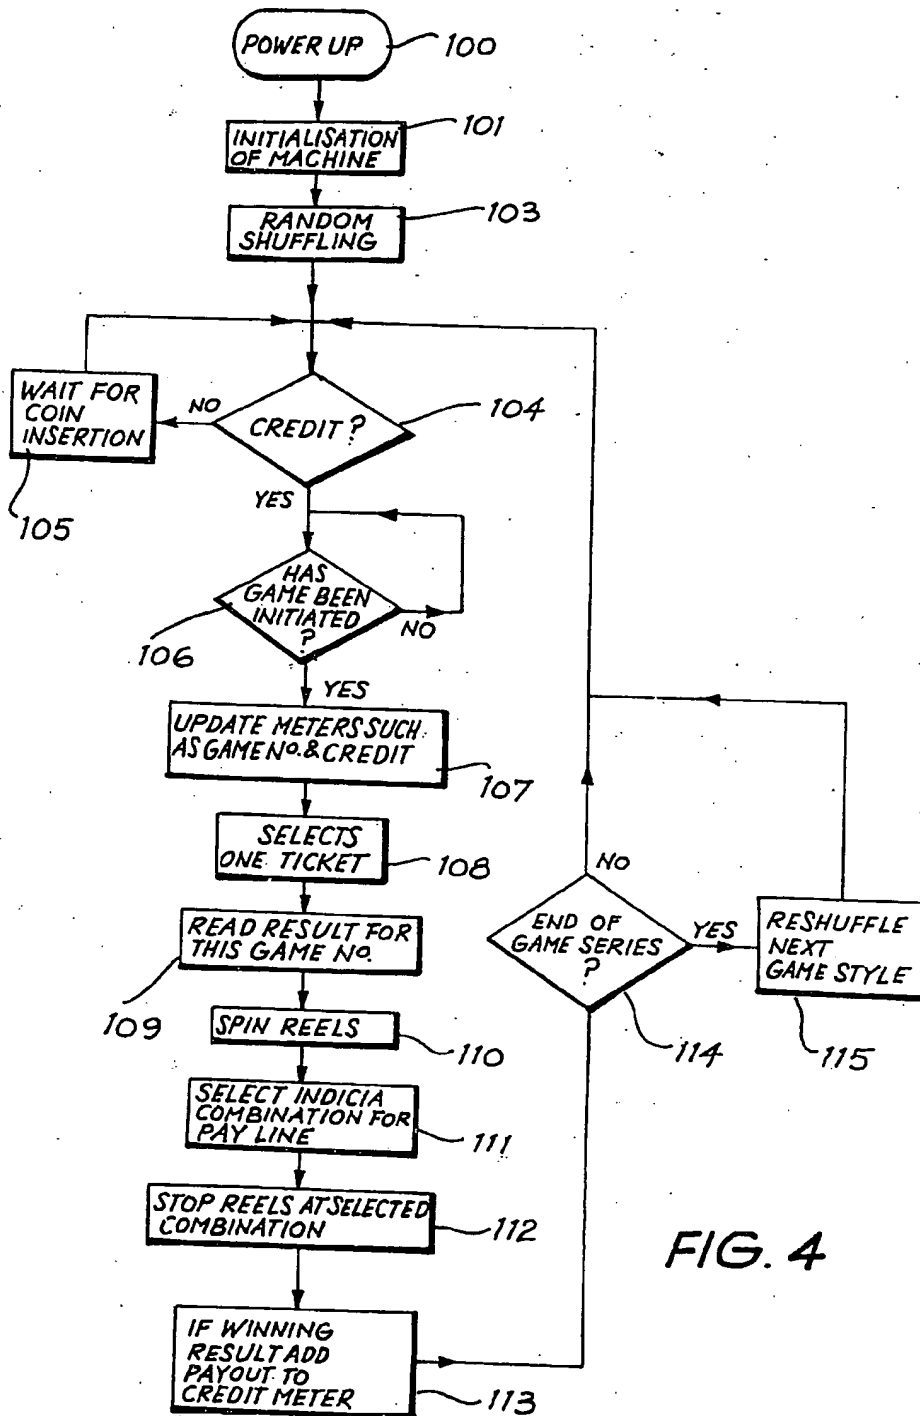 POWER UP
100
INITIALISATION
OF MACHINE
101
RANDOM
SHUFFLING
103
CREDIT?
104
NO
WAIT FOR
COIN
INSERTION
105
YES
HAS
GAME BEEN
INITIATED
?
106
NO
YES
UPDATE METERS SUCH
AS GAME No. & CREDIT
107
SELECTS
ONE TICKET
108
READ RESULT FOR
THIS GAME No.
109
SPIN REELS
110
SELECT INDICIA
COMBINATION FOR
PAY LINE
111
STOP REELS AT SELECTED
COMBINATION
112
IF WINNING
RESULT ADD
PAYOUT TO
CREDIT METER
113
END OF
GAME SERIES
?
114
NO
YES
RESHUFFLE
NEXT
GAME STYLE
115
FIG. 4